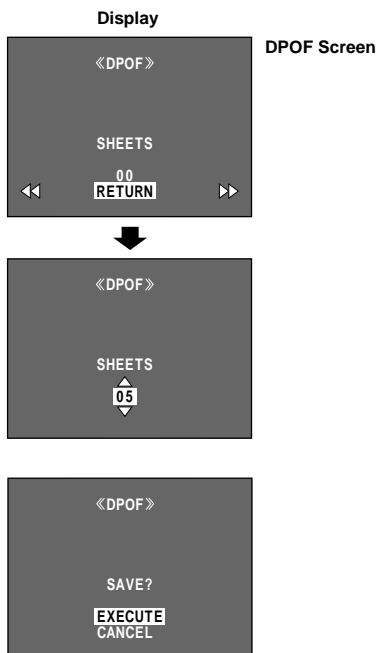 Display
DPOF Screen
《DPOF》
SHEETS
00
RETURN
《DPOF》
SHEETS
05
《DPOF》
SAVE?
EXECUTE
CANCEL